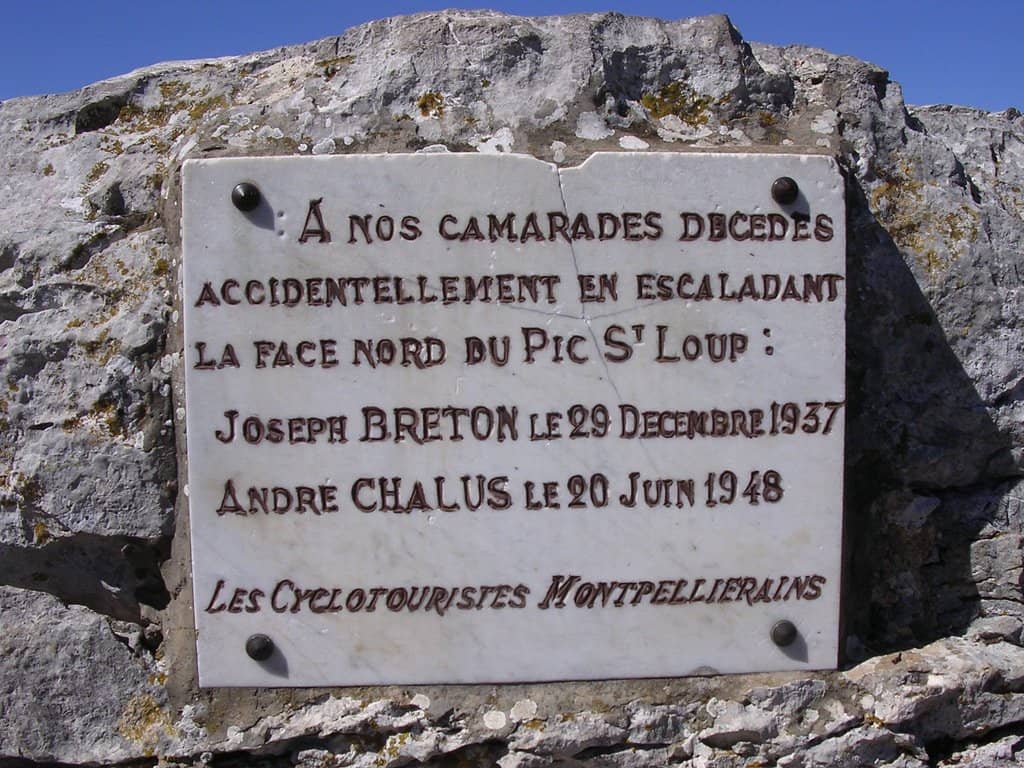 À NOS CAMARADES DECEDES
ACCIDENTELLEMENT EN ESCALADANT
LA FACE NORD DU PIC ST LOUP :
JOSEPH BRETON LE 29 DECEMBRE 1937
ANDRE CHALUS LE 20 JUIN 1948
LES CYCLOTOURISTES MONTPELLIERAINS